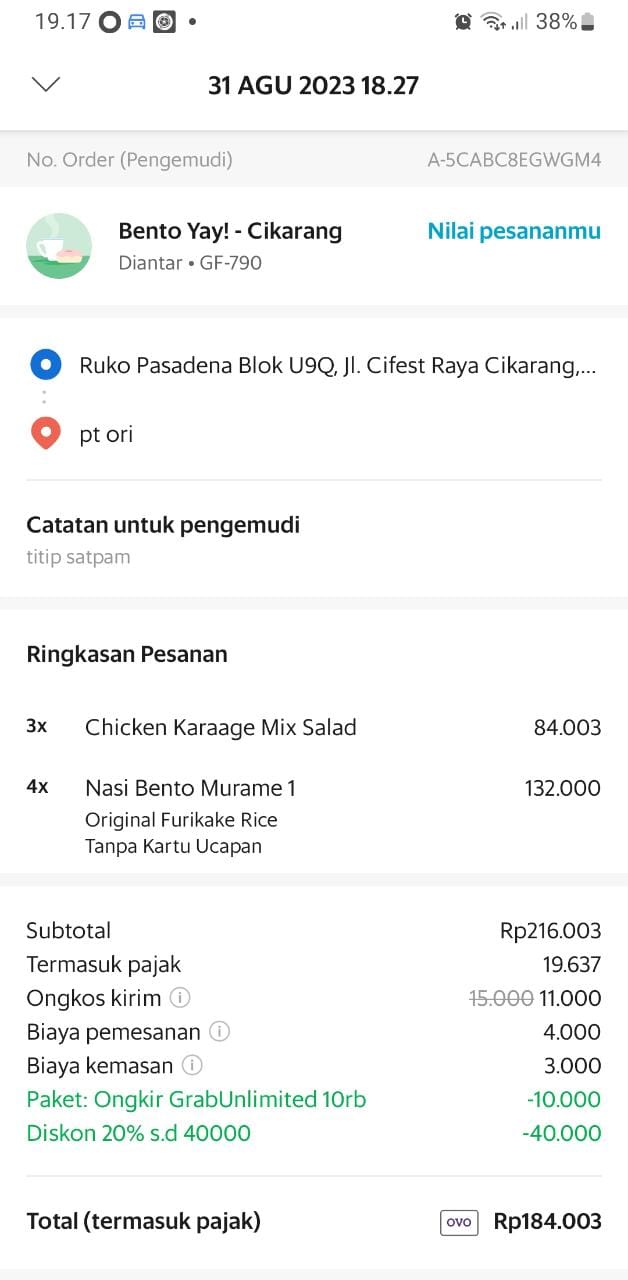 19.17 38%
31 AGU 2023 18.27
No. Order (Pengemudi) A-5CABC8EGWGM4
Bento Yay! - Cikarang Nilai pesananmu
Diantar • GF-790
Ruko Pasadena Blok U9Q, Jl. Cifest Raya Cikarang,...
pt ori
Catatan untuk pengemudi
titip satpam
Ringkasan Pesanan
3x Chicken Karaage Mix Salad 84.003
4x Nasi Bento Murame 1 132.000
Original Furikake Rice
Tanpa Kartu Ucapan
Subtotal Rp216.003
Termasuk pajak 19.637
Ongkos kirim 15.000 11.000
Biaya pemesanan 4.000
Biaya kemasan 3.000
Paket: Ongkir GrabUnlimited 10rb -10.000
Diskon 20% s.d 40000 -40.000
Total (termasuk pajak) OVO Rp184.003